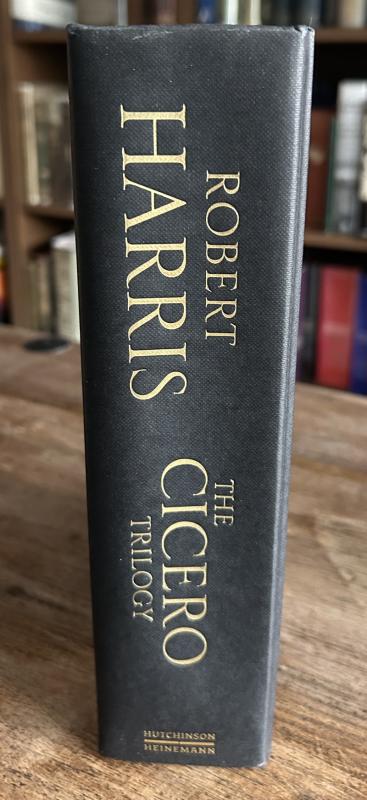 ROBERT
HARRIS
THE
CICERO
TRILOGY
HUTCHINSON
HEINEMANN